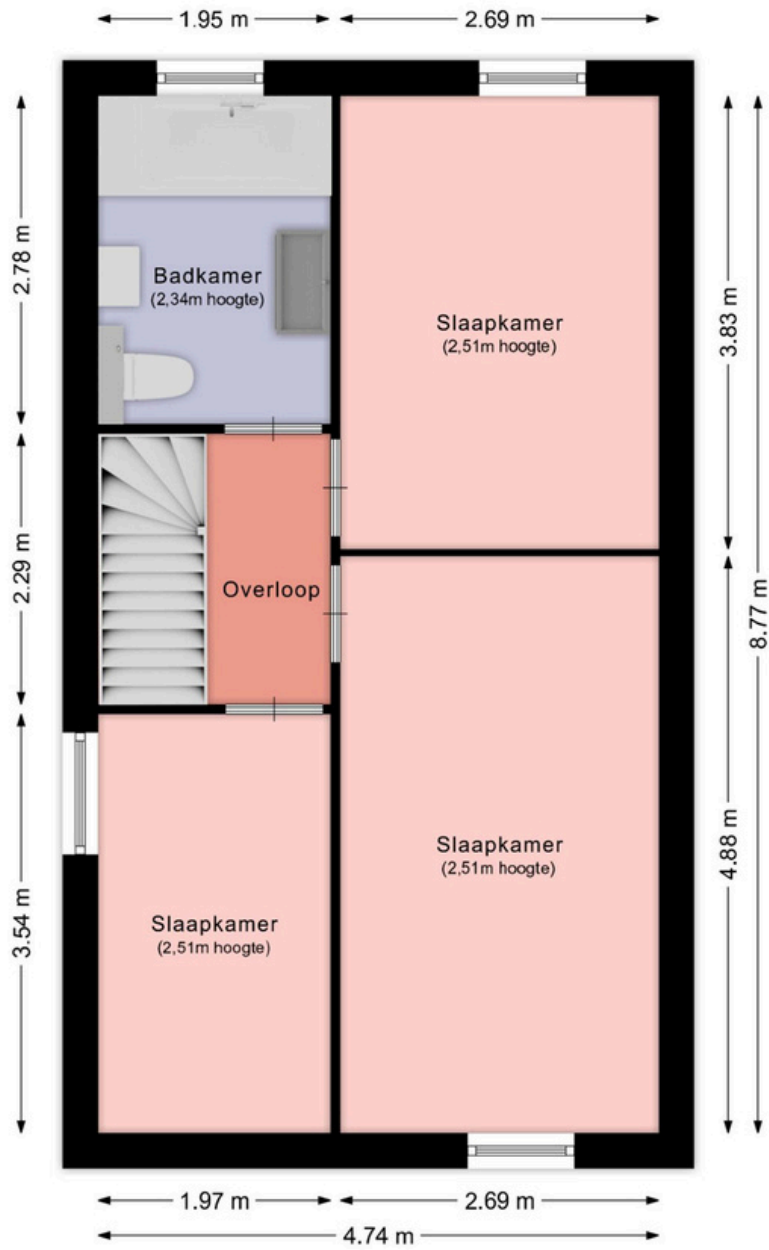 1.95 m
2.69 m
2.78 m
Badkamer
(2,34m hoogte)
Slaapkamer
(2,51m hoogte)
3.83 m
2.29 m
Overloop
8.77 m
Slaapkamer
(2,51m hoogte)
4.88 m
3.54 m
Slaapkamer
(2,51m hoogte)
1.97 m
2.69 m
4.74 m